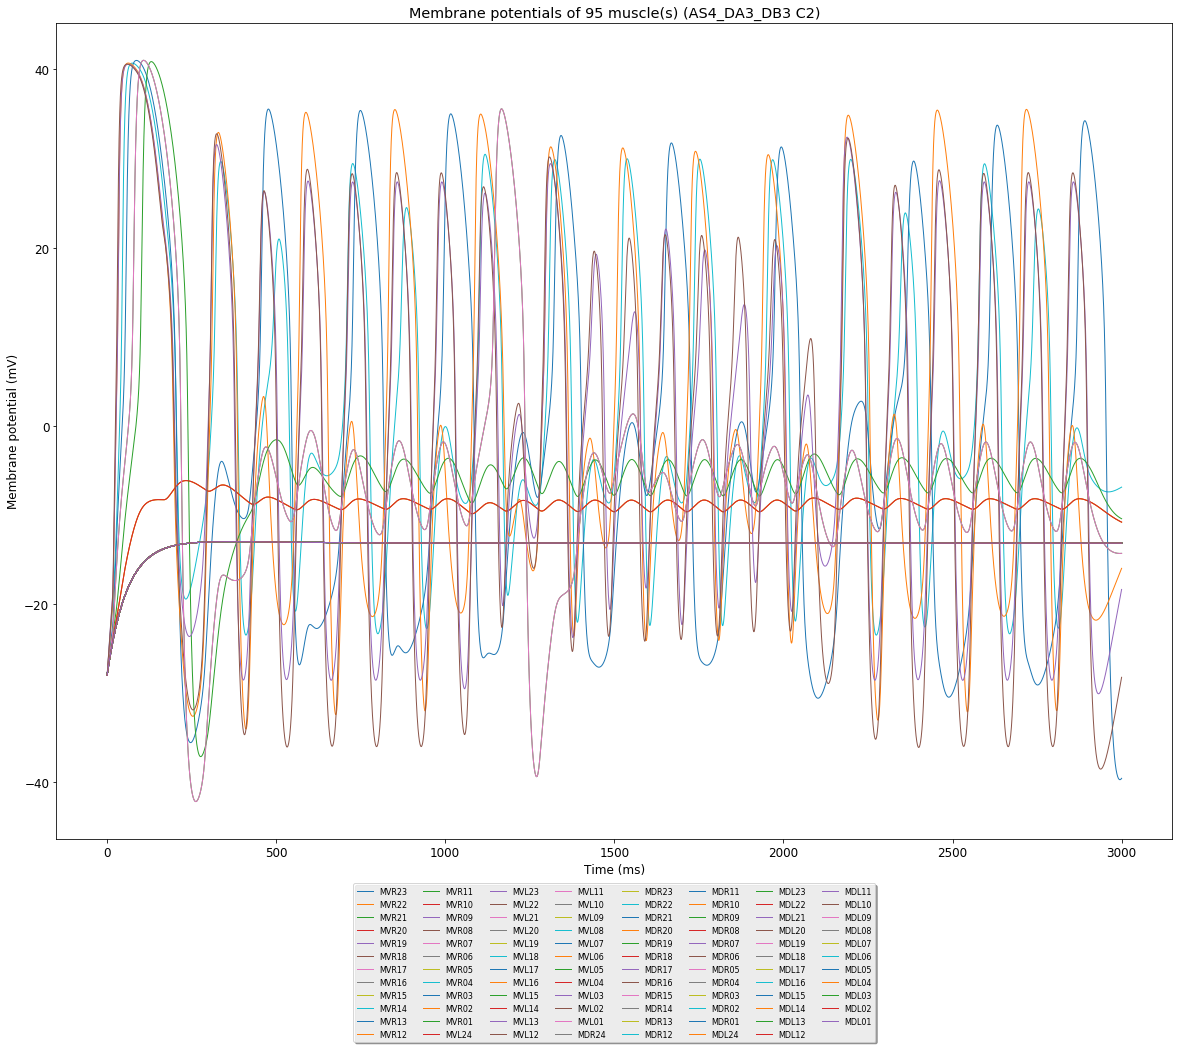 Membrane potentials of 95 muscle(s) (AS4_DA3_DB3 C2)
Membrane potential (mV)
40
20
0
−20
−40
0 500 1000 1500 2000 2500 3000
Time (ms)
MVR23 MVR11 MVL23 MVL11 MDR23 MDR11 MDL23 MDL11
MVR22 MVR10 MVL22 MVL10 MDR22 MDR10 MDL22 MDL10
MVR21 MVR09 MVL21 MVL09 MDR21 MDR09 MDL21 MDL09
MVR20 MVR08 MVL20 MVL08 MDR20 MDR08 MDL20 MDL08
MVR19 MVR07 MVL19 MVL07 MDR19 MDR07 MDL19 MDL07
MVR18 MVR06 MVL18 MVL06 MDR18 MDR06 MDL18 MDL06
MVR17 MVR05 MVL17 MVL05 MDR17 MDR05 MDL17 MDL05
MVR16 MVR04 MVL16 MVL04 MDR16 MDR04 MDL16 MDL04
MVR15 MVR03 MVL15 MVL03 MDR15 MDR03 MDL15 MDL03
MVR14 MVR02 MVL14 MVL02 MDR14 MDR02 MDL14 MDL02
MVR13 MVR01 MVL13 MVL01 MDR13 MDR01 MDL13 MDL01
MVR12 MVL24 MVL12 MDR24 MDR12 MDL24 MDL12